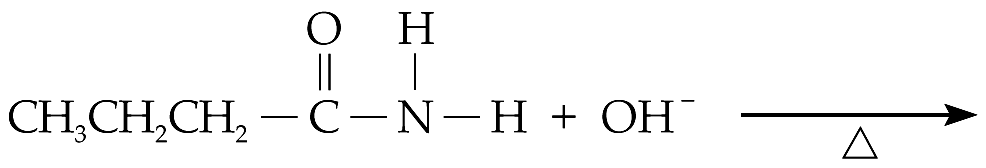 O H
CH₃CH₂CH₂ — C — N — H + OH⁻
△